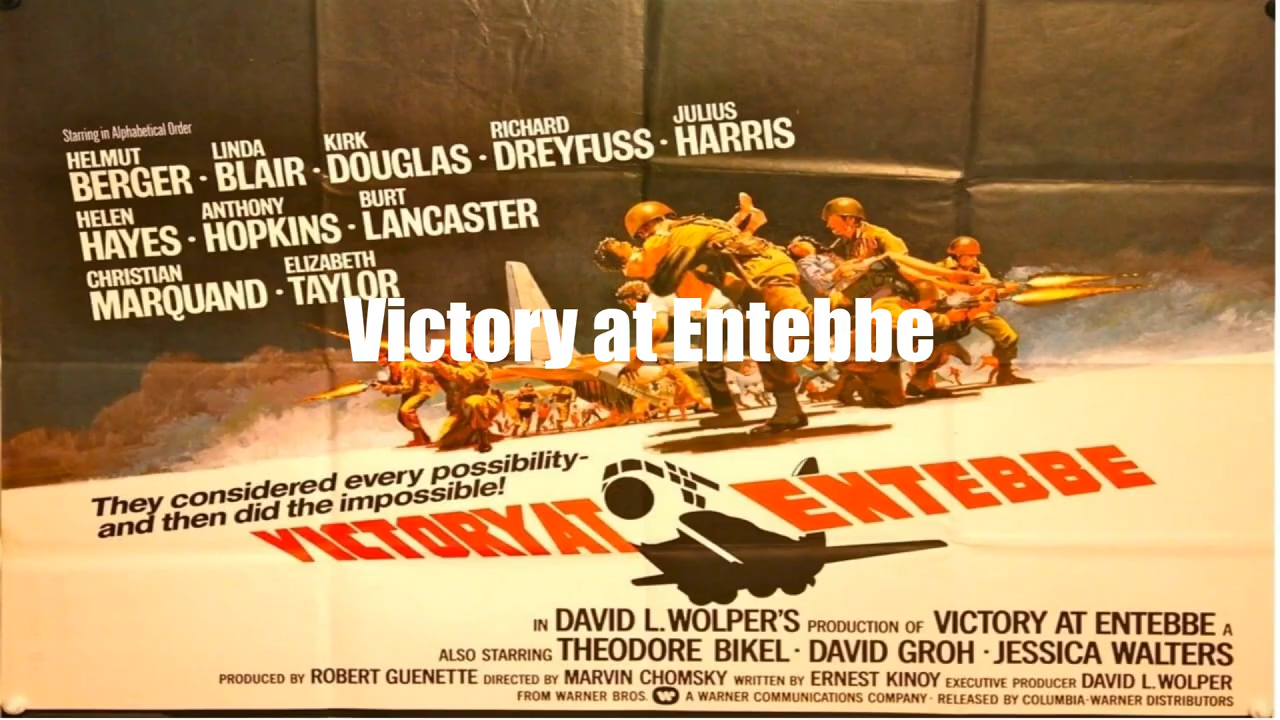 Starring in Alphabetical Order
HELMUT BERGER · LINDA BLAIR · KIRK DOUGLAS · RICHARD DREYFUSS · JULIUS HARRIS
HELEN HAYES · ANTHONY HOPKINS · BURT LANCASTER
CHRISTIAN MARQUAND · ELIZABETH TAYLOR
Victory at Entebbe
They considered every possibility-
and then did the impossible!
VICTORY AT ENTEBBE
IN DAVID L. WOLPER'S PRODUCTION OF VICTORY AT ENTEBBE A
ALSO STARRING THEODORE BIKEL · DAVID GROH · JESSICA WALTERS
PRODUCED BY ROBERT GUENETTE DIRECTED BY MARVIN CHOMSKY WRITTEN BY ERNEST KINOY EXECUTIVE PRODUCER DAVID L. WOLPER
FROM WARNER BROS. A WARNER COMMUNICATIONS COMPANY · RELEASED BY COLUMBIA-WARNER DISTRIBUTORS